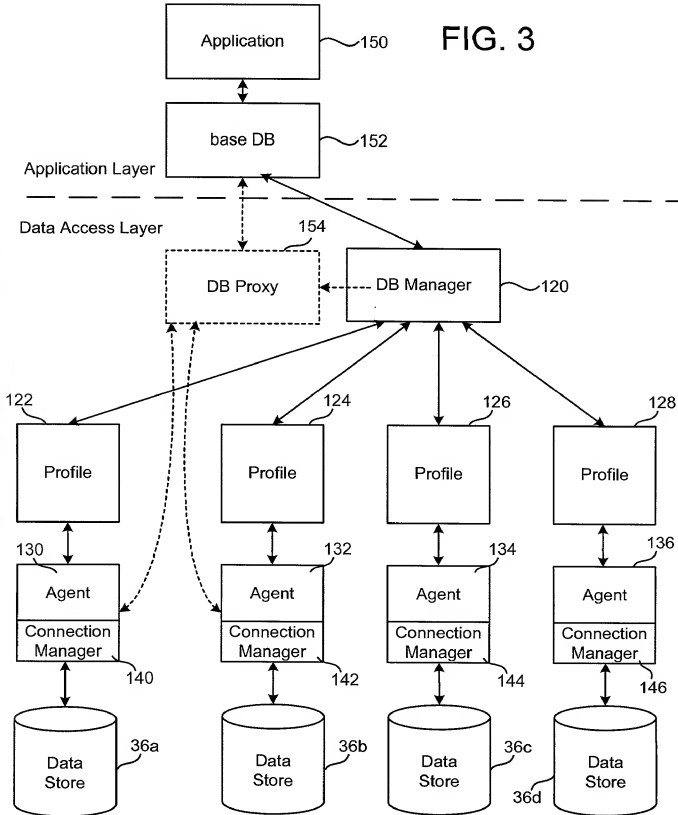 FIG. 3
Application
150
base DB
152
Application Layer
Data Access Layer
154
DB Proxy
DB Manager
120
122
124
126
128
Profile
Profile
Profile
Profile
130
132
134
136
Agent
Agent
Agent
Agent
Connection
Manager
Connection
Manager
Connection
Manager
Connection
Manager
140
142
144
146
36a
36b
36c
36d
Data
Store
Data
Store
Data
Store
Data
Store